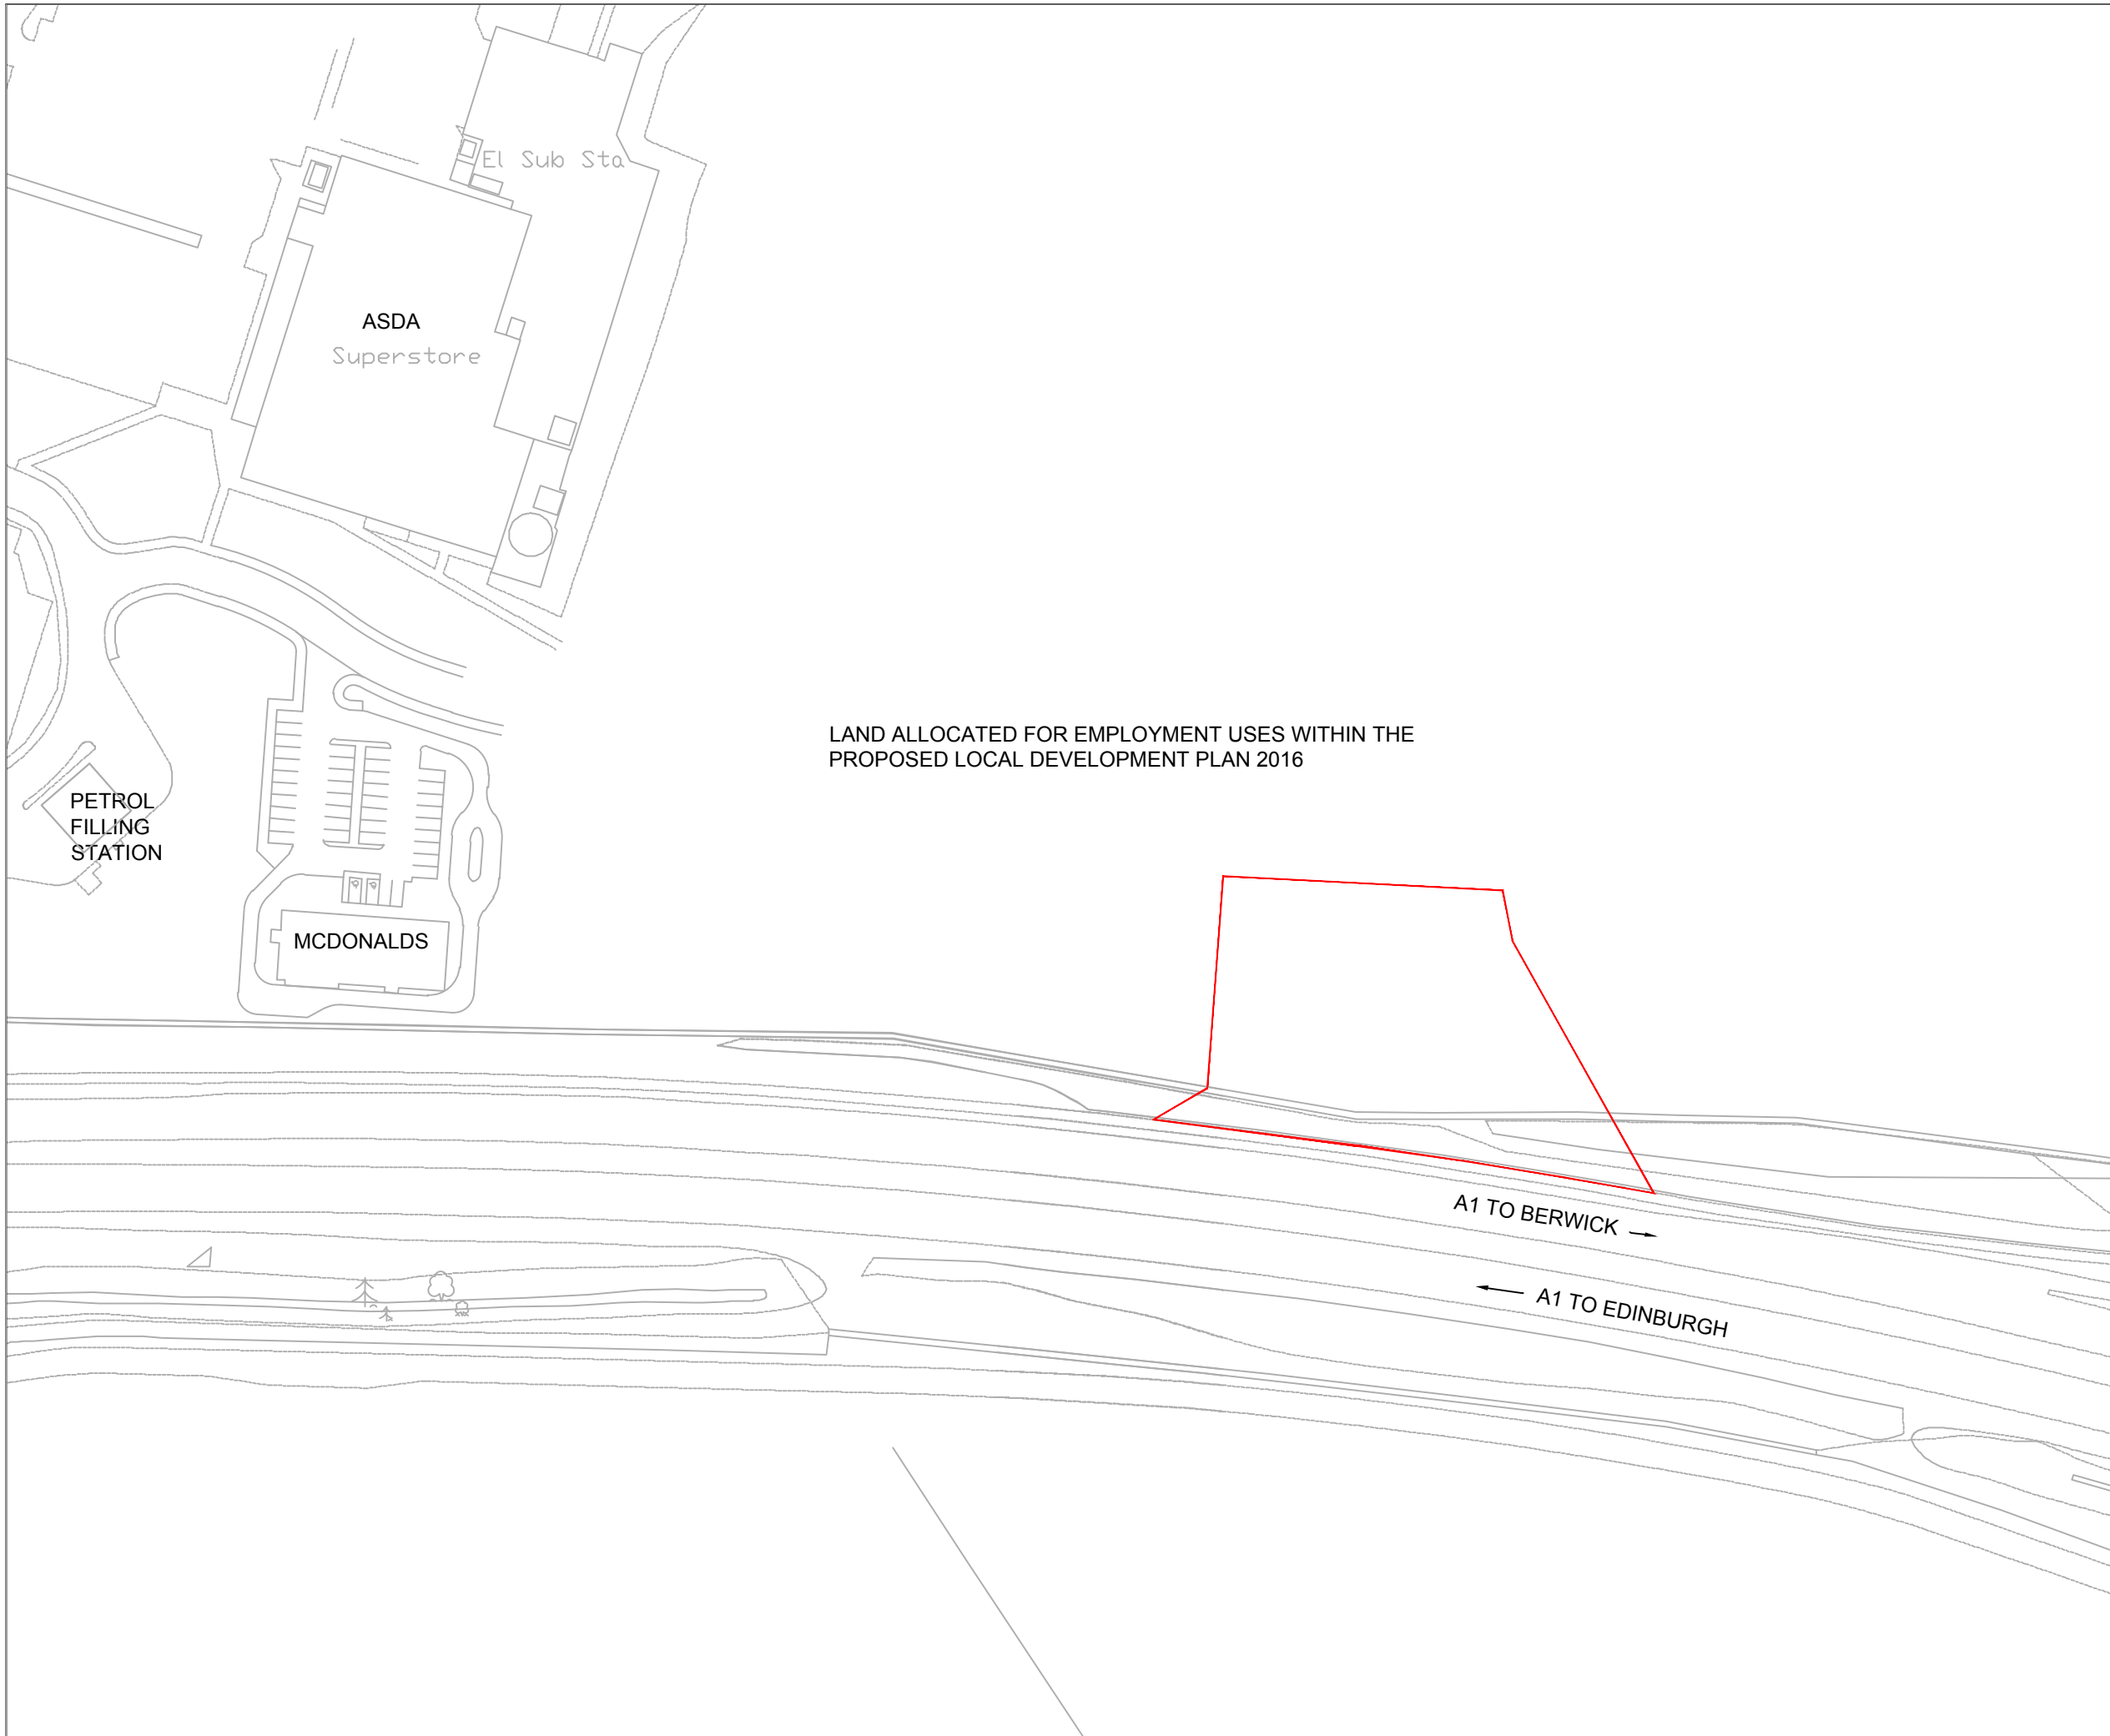 El Sub Sta
ASDA
Superstore
LAND ALLOCATED FOR EMPLOYMENT USES WITHIN THE
PROPOSED LOCAL DEVELOPMENT PLAN 2016
PETROL
FILLING
STATION
MCDONALDS
A1 TO BERWICK
A1 TO EDINBURGH